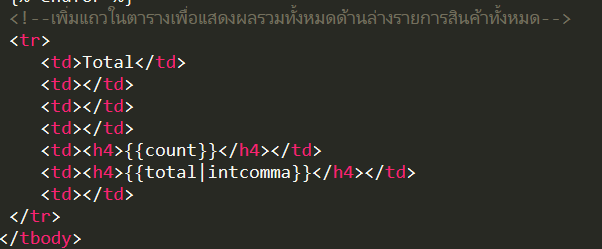 {% endfor %}
<!--เพิ่มแถวในตารางเพื่อแสดงผลรวมทั้งหมดด้านล่างรายการสินค้าทั้งหมด-->
<tr>
<td>Total</td>
<td></td>
<td></td>
<td></td>
<td><h4>{{count}}</h4></td>
<td><h4>{{total|intcomma}}</h4></td>
<td></td>
</tr>
</tbody>